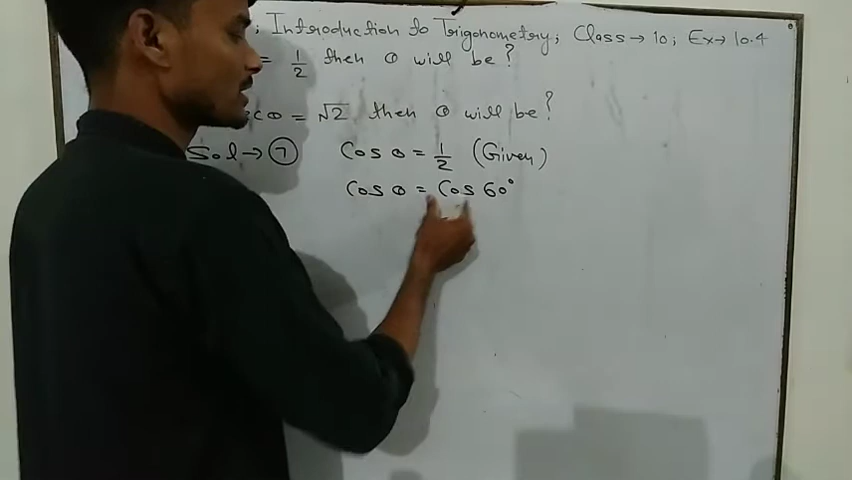 ; Introduction to Trigonometry; Class → 10; Ex → 10.4
= 1/2 then θ will be?
cθ = √2 then θ will be?
Sol → ⑦ Cos θ = 1/2 (Given)
Cos θ = Cos 60°